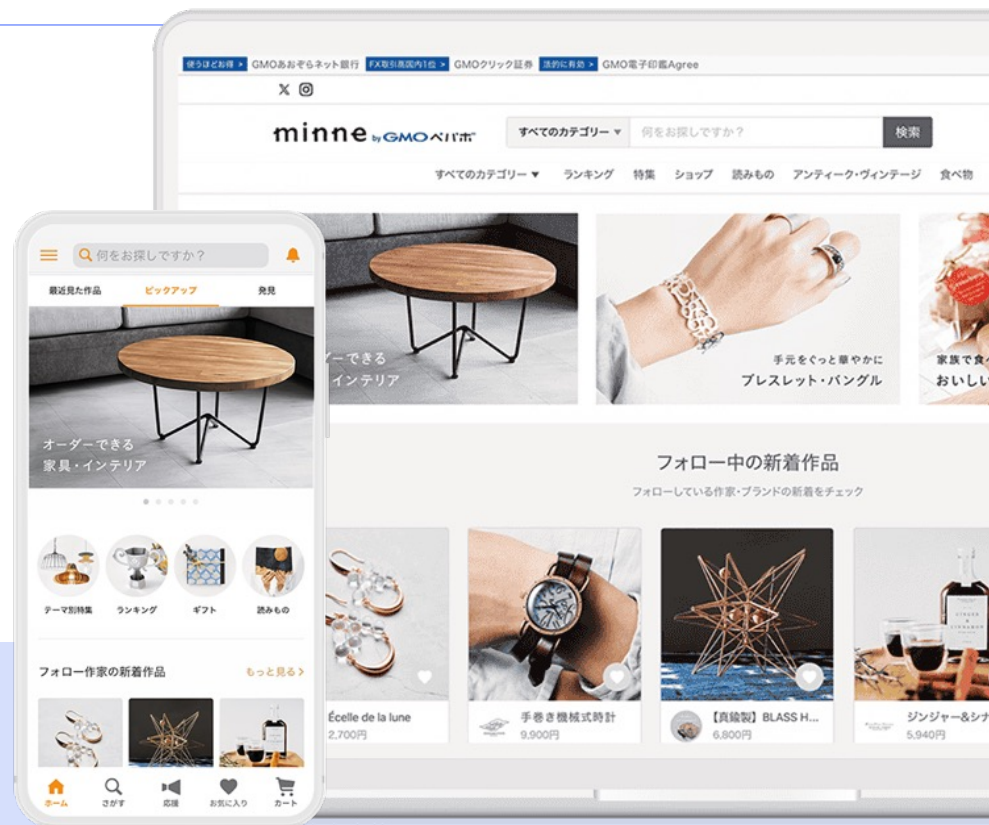 使うほどお得 >
GMOあおぞらネット銀行
FX取引高国内1位 >
GMOクリック証券
法的に有効 >
GMO電子印鑑Agree
minne by GMOペパボ
すべてのカテゴリー ▼
何をお探しですか？
検索
すべてのカテゴリー ▼
ランキング
特集
ショップ
読みもの
アンティーク・ヴィンテージ
食べ物
ーできる
インテリア
手元をぐっと華やかに
ブレスレット・バングル
家族で食
おいしい
フォロー中の新着作品
フォローしている作家・ブランドの新着をチェック
Écelle de la lune
2,700円
手巻き機械式時計
9,900円
【真鍮製】BLASS H...
6,800円
GINGER
&
CINNAMON
ジンジャー&シナ
5,940円
何をお探しですか？
最近見た作品
ピックアップ
発見
オーダーできる
家具・インテリア
テーマ別特集
ランキング
ギフト
読みもの
フォロー作家の新着作品
もっと見る >
ホーム
さがす
応援
お気に入り
カート